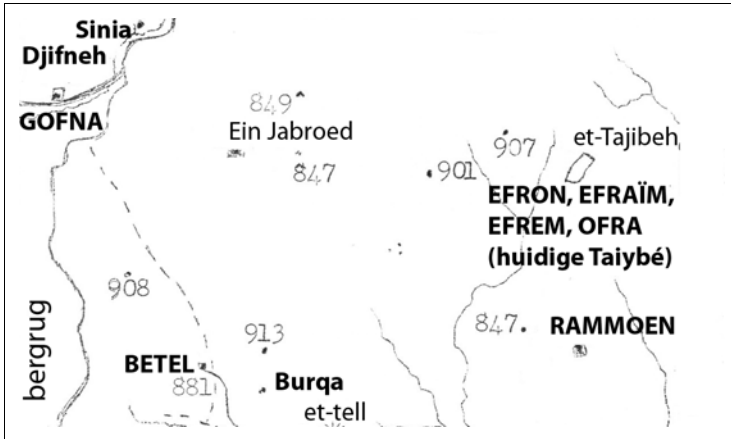 Sinia
Djifneh
GOFNA
849
Ein Jabroed
847
901
907
et-Tajibeh
EFRON, EFRAÏM,
EFREM, OFRA
(huidige Taiybé)
908
bergrug
913
847
RAMMOEN
BETEL
881
Burqa
et-tell